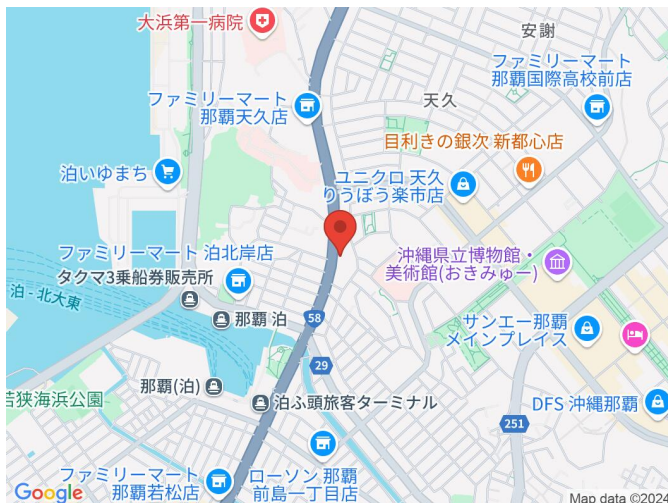 大浜第一病院
安謝
ファミリーマート
那覇国際高校前店
ファミリーマート
那覇天久店
天久
目利きの銀次 新都心店
泊いゆまち
ユニクロ 天久
りうぼう楽市店
ファミリーマート 泊北岸店
沖縄県立博物館・
美術館(おきみゅー)
タクマ3乗船券販売所
泊 - 北大東
那覇 泊
58
サンエー那覇
メインプレイス
29
那覇(泊)
若狭海浜公園
泊ふ頭旅客ターミナル
251
DFS 沖縄那覇
ファミリーマート
那覇若松店
ローソン 那覇
前島一丁目店
Google
Map data ©2024